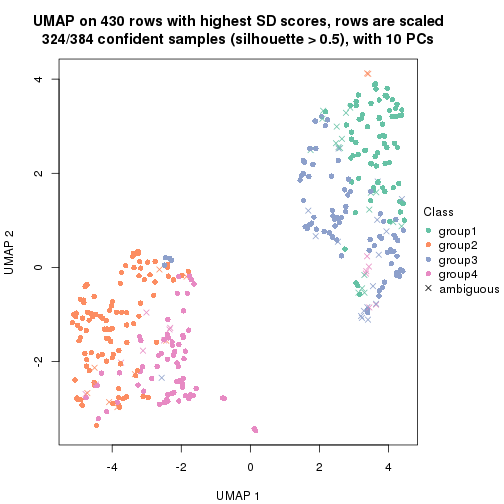 UMAP on 430 rows with highest SD scores, rows are scaled
324/384 confident samples (silhouette > 0.5), with 10 PCs
4
2
0
-2
UMAP 2
-4
-2
0
2
4
UMAP 1
Class
group1
group2
group3
group4
ambiguous